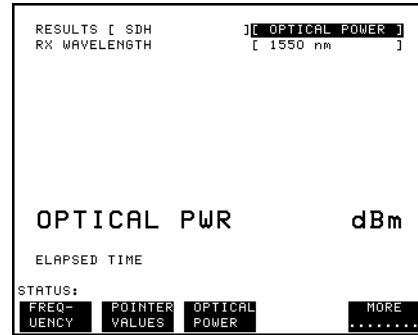 RESULTS [ SDH ][ OPTICAL POWER ]
RX WAVELENGTH [ 1550 nm ]
OPTICAL PWR dBm
ELAPSED TIME
STATUS:
FREQ- POINTER OPTICAL MORE
UENCY VALUES POWER ........